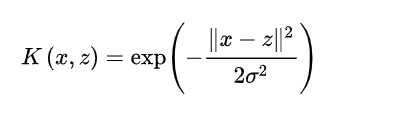 K (x, z) = exp(−‖x − z‖² / 2σ²)